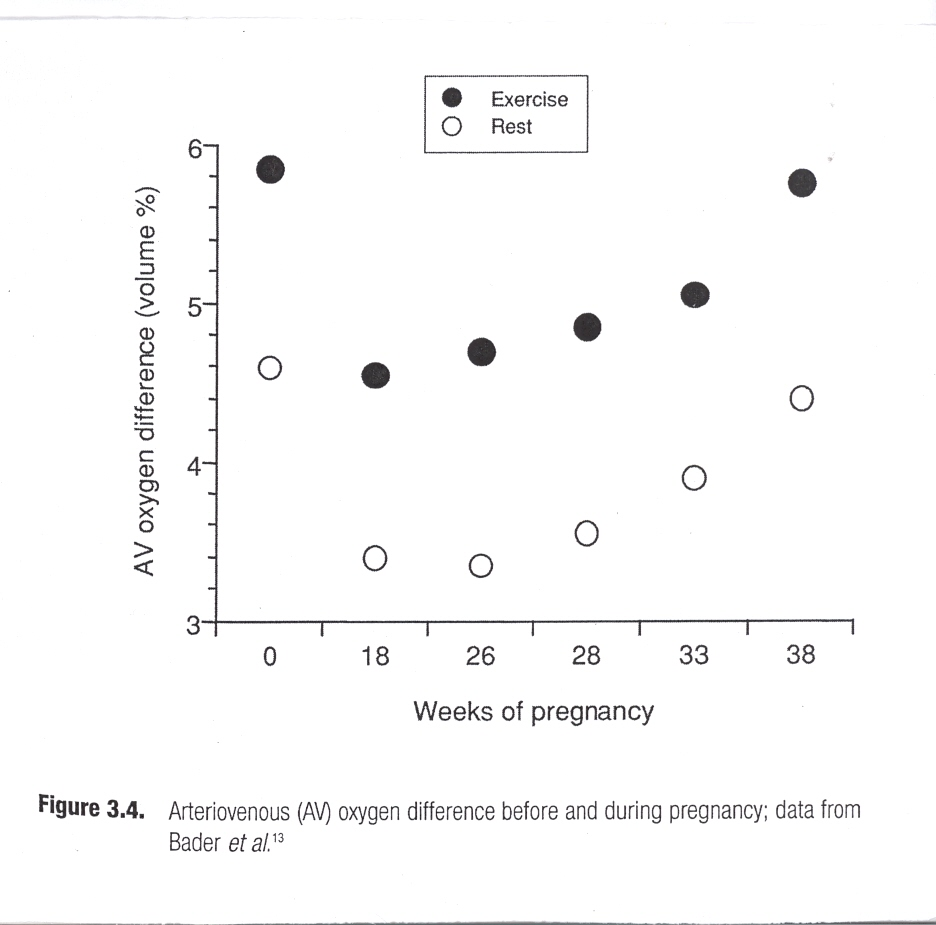 Exercise
Rest
AV oxygen difference (volume %)
6
5
4
3
0 18 26 28 33 38
Weeks of pregnancy
Figure 3.4. Arteriovenous (AV) oxygen difference before and during pregnancy; data from
Bader et al.¹³